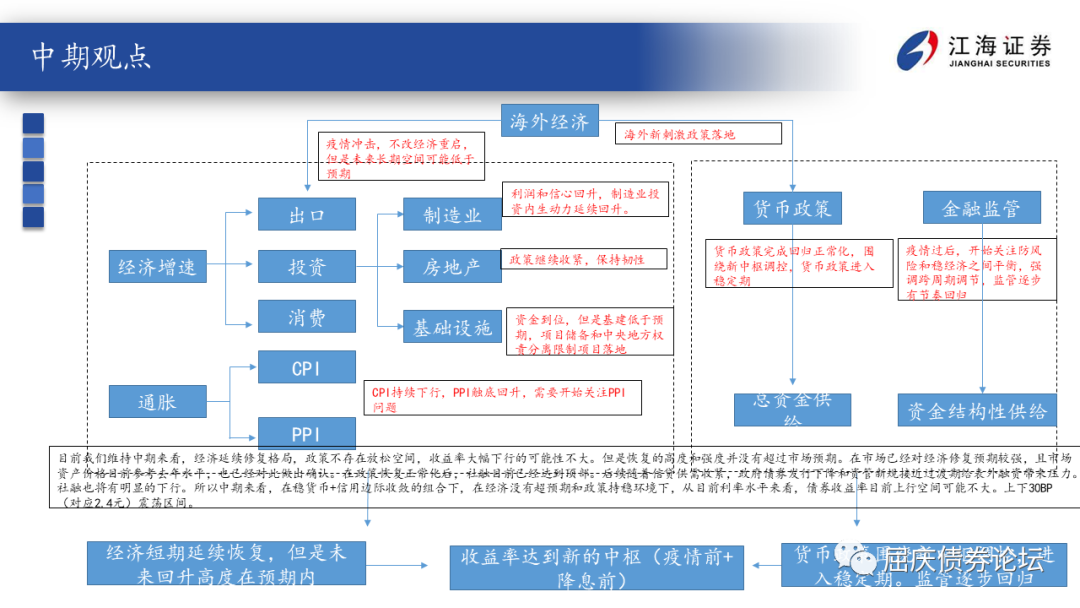 中期观点
江海证券
JIANGHAI SECURITIES
海外经济
疫情冲击，不改经济重启，
但是未来长期空间可能低于
预期
海外新刺激政策落地
出口
制造业
利润和信心回升，制造业投
资内生动力延续回升。
货币政策
金融监管
经济增速
投资
房地产
政策继续收紧，保持韧性
货币政策完成回归正常化，围
绕新中枢调控，货币政策进入
稳定期
疫情过后，开始关注防风
险和稳经济之间平衡，强
调跨周期调节，监管逐步
有节奏回归
消费
基础设施
资金到位，但是基建低于预
期，项目储备和中央地方权
责分离限制项目落地
CPI
通胀
CPI持续下行，PPI触底回升，需要开始关注PPI
问题
PPI
总资金供
给
资金结构性供给
目前我们维持中期来看，经济延续修复格局，政策不存在放松空间，收益率大幅下行的可能性不大。但是恢复的高度和强度并没有超过市场预期。在市场已经对经济修复预期较强，且市场
资产价格目前参考去年水平，也已经对此做出确认。在政策恢复正常化后，社融目前已经达到顶部。后续随着信贷供需收紧，政府债券发行下降和资管新规接近过渡期给表外融资带来压力。
社融也将有明显的下行。所以中期来看，在稳货币+信用边际收敛的组合下，在经济没有超预期和政策持稳环境下，从目前利率水平来看，债券收益率目前上行空间可能不大。上下30BP
（对应2.4元）震荡区间。
经济短期延续恢复，但是未
来回升高度在预期内
收益率达到新的中枢（疫情前+
降息前）
货币
进
入稳定期。监管逐步回归
屈庆债券论坛